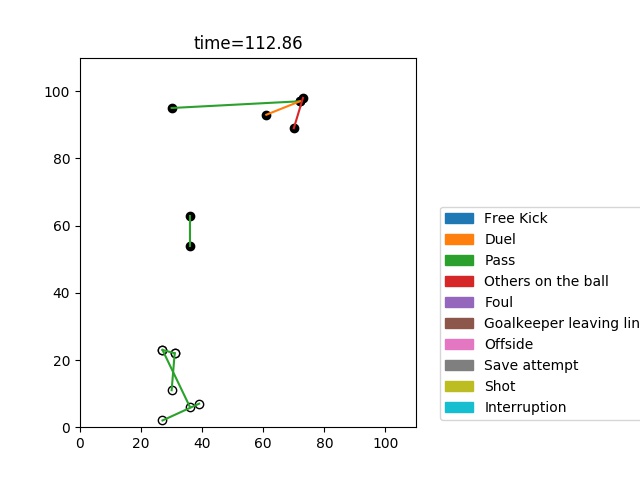 time=112.86
100
80
60
40
20
0
0 20 40 60 80 100
Free Kick
Duel
Pass
Others on the ball
Foul
Goalkeeper leaving lin
Offside
Save attempt
Shot
Interruption